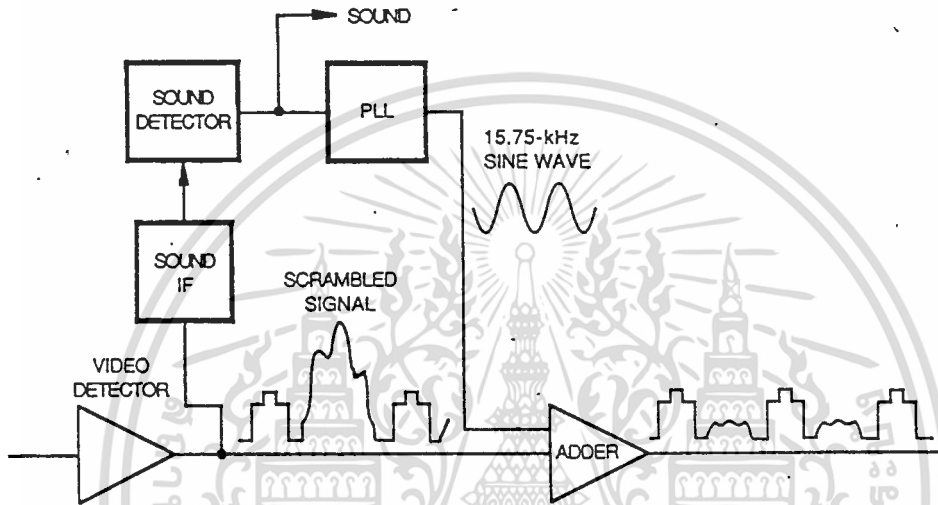 SOUND
SOUND
DETECTOR
PLL
15.75-kHz
SINE WAVE
SOUND
IF
SCRAMBLED
SIGNAL
VIDEO
DETECTOR
ADDER